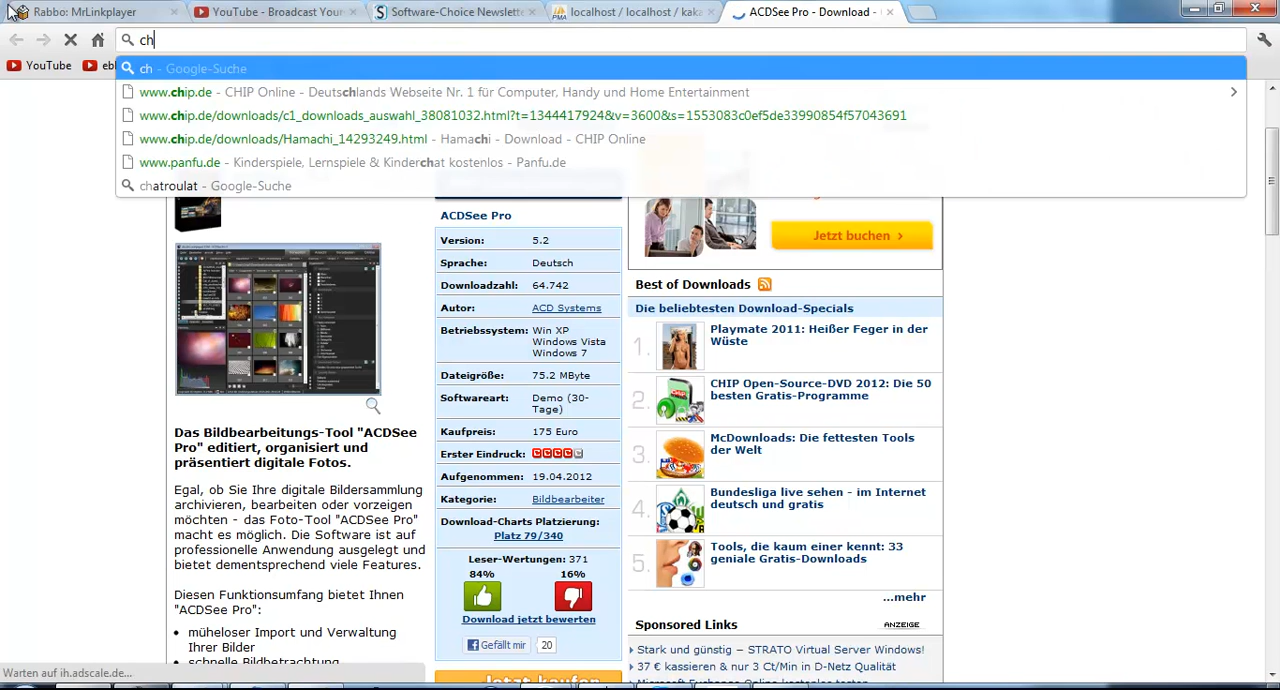 Rabbo: MrLinkplayer
YouTube - Broadcast Your
Software-Choice Newslette
localhost / localhost / kaka
ACDSee Pro - Download -
ch
YouTube
ch - Google-Suche
www.chip.de - CHIP Online - Deutschlands Webseite Nr. 1 für Computer, Handy und Home Entertainment
www.chip.de/downloads/c1_downloads_auswahl_38081032.html?t=1344417924&v=3600&s=1553083c0ef5de33990854f57043691
www.chip.de/downloads/Hamachi_14293249.html - Hamachi - Download - CHIP Online
www.panfu.de - Kinderspiele, Lernspiele & Kinderchat kostenlos - Panfu.de
chatroulat - Google-Suche
Das Bildbearbeitungs-Tool "ACDSee
Pro" editiert, organisiert und
präsentiert digitale Fotos.
Egal, ob Sie Ihre digitale Bildersammlung
archivieren, bearbeiten oder vorzeigen
möchten - das Foto-Tool "ACDSee Pro"
macht es möglich. Die Software ist auf
professionelle Anwendung ausgelegt und
bietet dementsprechend viele Features.
Diesen Funktionsumfang bietet Ihnen
"ACDSee Pro":
müheloser Import und Verwaltung
Ihrer Bilder
schnelle Bildbetrachtung
ACDSee Pro
Version: 5.2
Sprache: Deutsch
Downloadzahl: 64.742
Autor: ACD Systems
Betriebssystem: Win XP
Windows Vista
Windows 7
Dateigröße: 75.2 MByte
Softwareart: Demo (30-
Tage)
Kaufpreis: 175 Euro
Erster Eindruck:
Aufgenommen: 19.04.2012
Kategorie: Bildbearbeiter
Download-Charts Platzierung:
Platz 79/340
Leser-Wertungen: 371
84% 16%
Download jetzt bewerten
Gefällt mir 20
Jetzt kaufen
Jetzt buchen ›
Best of Downloads
Die beliebtesten Download-Specials
1. Playmate 2011: Heißer Feger in der
Wüste
2. CHIP Open-Source-DVD 2012: Die 50
besten Gratis-Programme
3. McDownloads: Die fettesten Tools
der Welt
4. Bundesliga live sehen - im Internet
deutsch und gratis
5. Tools, die kaum einer kennt: 33
geniale Gratis-Downloads
...mehr
Sponsored Links ANZEIGE
Stark und günstig – STRATO Virtual Server Windows!
37 € kassieren & nur 3 Ct/Min in D-Netz Qualität
Warten auf ih.adscale.de...